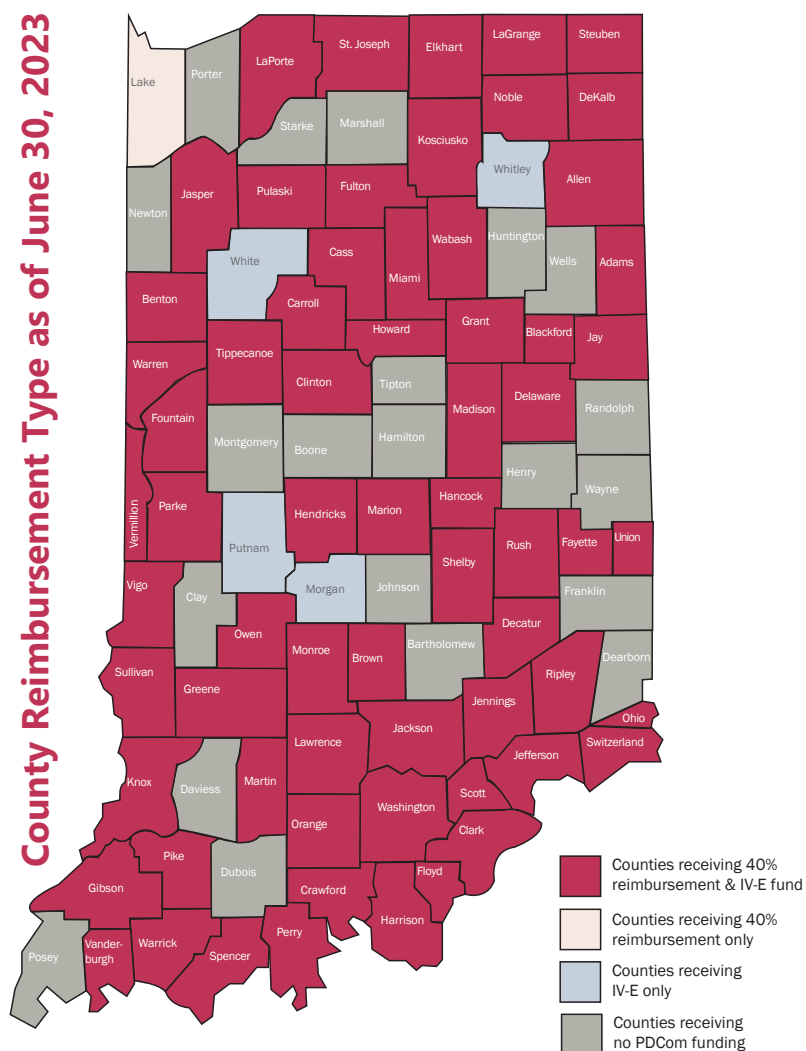 County Reimbursement Type as of June 30, 2023
LaGrange
Steuben
St. Joseph
Elkhart
LaPorte
Porter
Lake
Noble
DeKalb
Starke
Marshall
Kosciusko
Whitley
Allen
Jasper
Pulaski
Fulton
Newton
Wabash
Huntington
White
Cass
Miami
Wells
Adams
Benton
Carroll
Howard
Grant
Blackford
Jay
Tippecanoe
Warren
Clinton
Tipton
Madison
Delaware
Randolph
Fountain
Montgomery
Boone
Hamilton
Henry
Wayne
Vermillion
Parke
Hendricks
Marion
Hancock
Putnam
Rush
Fayette
Union
Shelby
Vigo
Clay
Morgan
Johnson
Franklin
Owen
Decatur
Monroe
Brown
Bartholomew
Dearborn
Sullivan
Greene
Ripley
Jennings
Jackson
Ohio
Lawrence
Switzerland
Jefferson
Knox
Daviess
Martin
Scott
Washington
Orange
Clark
Pike
Dubois
Floyd
Gibson
Crawford
Harrison
Posey
Vander-
burgh
Warrick
Spencer
Perry
Counties receiving 40%
reimbursement & IV-E fund
Counties receiving 40%
reimbursement only
Counties receiving
IV-E only
Counties receiving
no PDCom funding